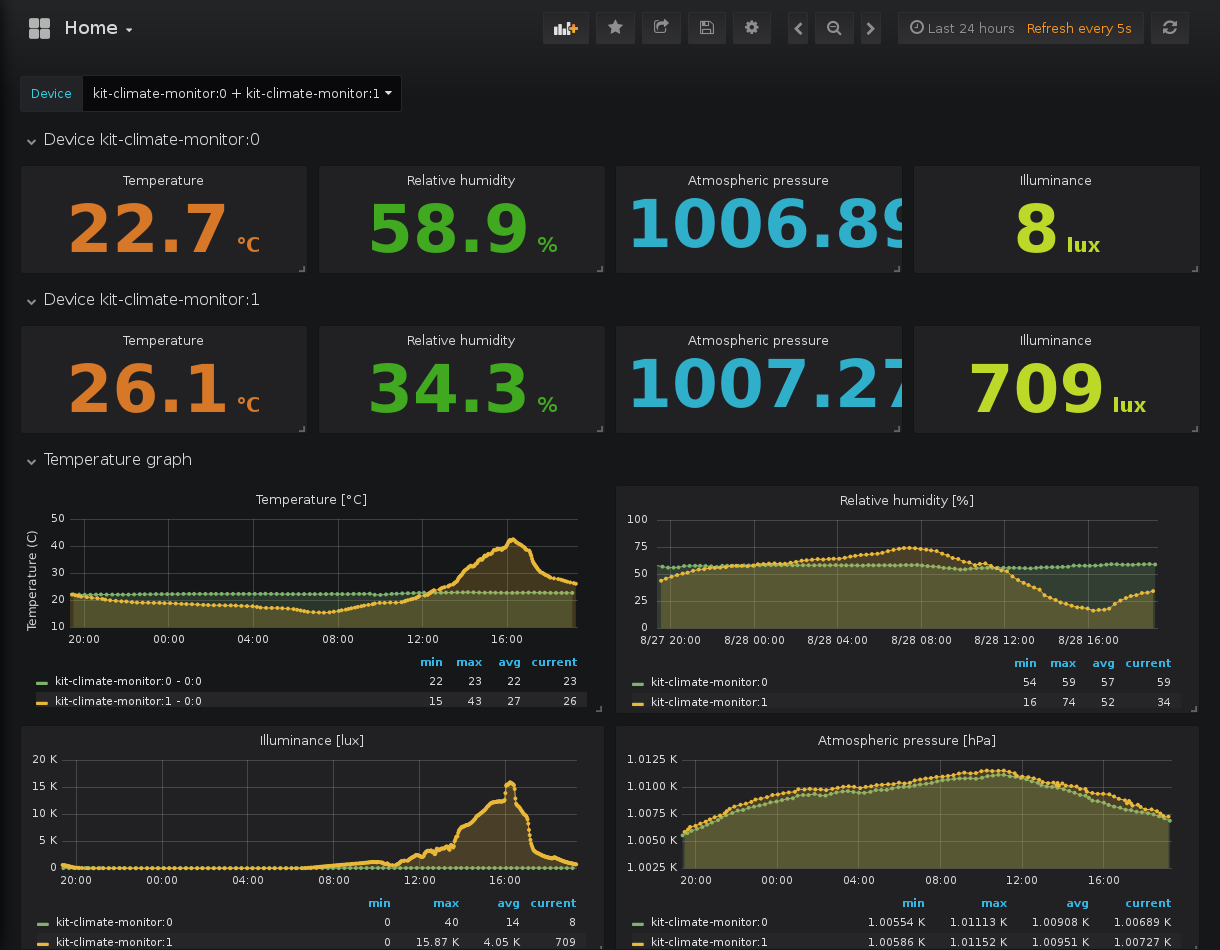 Home
Last 24 hours Refresh every 5s
Device kit-climate-monitor:0 + kit-climate-monitor:1
Device kit-climate-monitor:0
Temperature Relative humidity Atmospheric pressure Illuminance
22.7 °C 58.9 % 1006.89 8 lux
Device kit-climate-monitor:1
Temperature Relative humidity Atmospheric pressure Illuminance
26.1 °C 34.3 % 1007.27 709 lux
Temperature graph
Temperature [°C]
Temperature (C)
50
40
30
20
10
20:00 00:00 04:00 08:00 12:00 16:00
min max avg current
kit-climate-monitor:0 - 0:0 22 23 22 23
kit-climate-monitor:1 - 0:0 15 43 27 26
Relative humidity [%]
100
75
50
25
0
8/27 20:00 8/28 00:00 8/28 04:00 8/28 08:00 8/28 12:00 8/28 16:00
min max avg current
kit-climate-monitor:0 54 59 57 59
kit-climate-monitor:1 16 74 52 34
Illuminance [lux]
20 K
15 K
10 K
5 K
0
20:00 00:00 04:00 08:00 12:00 16:00
min max avg current
kit-climate-monitor:0 0 40 14 8
kit-climate-monitor:1 0 15.87 K 4.05 K 709
Atmospheric pressure [hPa]
1.0125 K
1.0100 K
1.0075 K
1.0050 K
1.0025 K
20:00 00:00 04:00 08:00 12:00 16:00
min max avg current
kit-climate-monitor:0 1.00554 K 1.01113 K 1.00908 K 1.00689 K
kit-climate-monitor:1 1.00586 K 1.01152 K 1.00951 K 1.00727 K